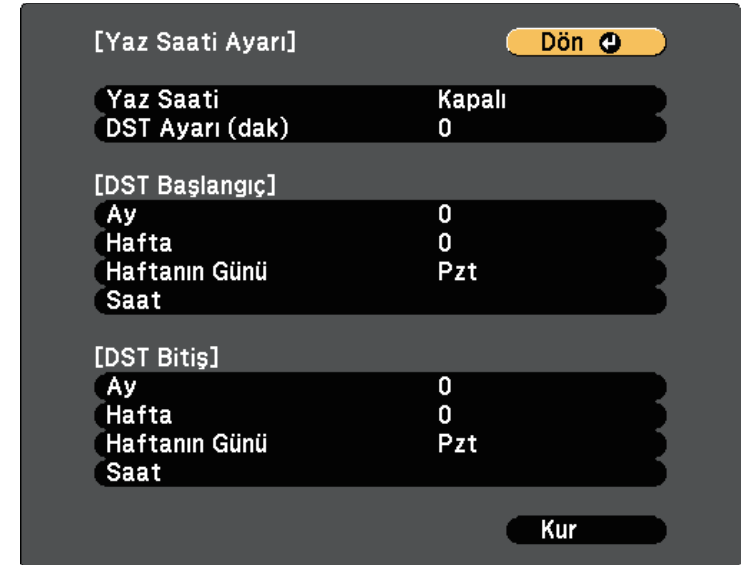 [Yaz Saati Ayarı] Dön
Yaz Saati Kapalı
DST Ayarı (dak) 0
[DST Başlangıç]
Ay 0
Hafta 0
Haftanın Günü Pzt
Saat
[DST Bitiş]
Ay 0
Hafta 0
Haftanın Günü Pzt
Saat
Kur